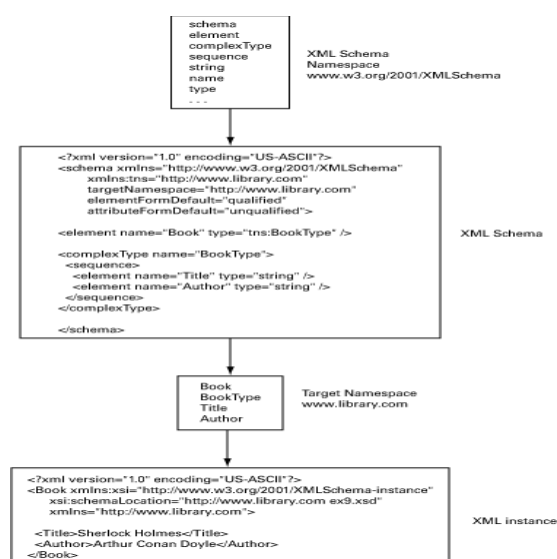 schema
element
complexType
sequence
string
name
type
. . .
XML Schema
Namespace
www.w3.org/2001/XMLSchema
<?xml version="1.0" encoding="US-ASCII"?>
<schema xmlns="http://www.w3.org/2001/XMLSchema"
xmlns:tns="http://www.library.com"
targetNamespace="http://www.library.com"
elementFormDefault="qualified"
attributeFormDefault="unqualified">
<element name="Book" type="tns:BookType" />
<complexType name="BookType">
<sequence>
<element name="Title" type="string" />
<element name="Author" type="string" />
</sequence>
</complexType>
</schema>
XML Schema
Book
BookType
Title
Author
Target Namespace
www.library.com
<?xml version="1.0" encoding="US-ASCII"?>
<Book xmlns:xsi="http://www.w3.org/2001/XMLSchema-instance"
xsi:schemaLocation="http://www.library.com ex9.xsd"
xmlns="http://www.library.com">
<Title>Sherlock Holmes</Title>
<Author>Arthur Conan Doyle</Author>
</Book>
XML instance